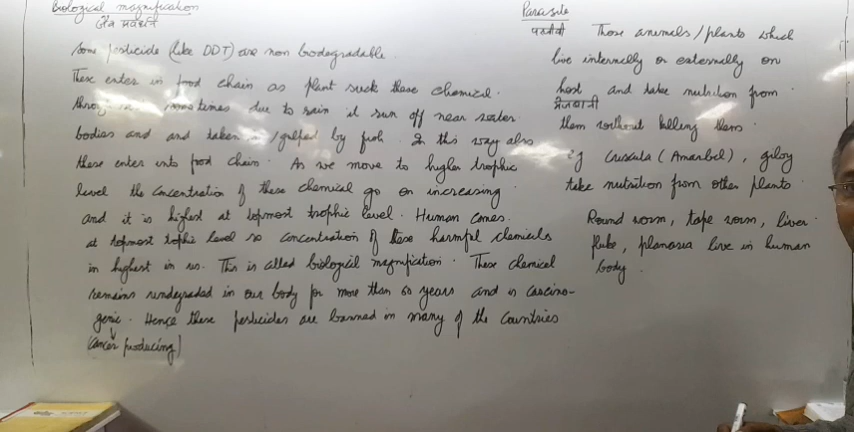 Biological magnification
जैव प्रवर्धन
some pesticide (like DDT) are non biodegradable.
These enter in food chain as plant suck these chemical.
through sometimes due to rain it run off near water
bodies and and taken /gulped by fish. In this way also
these enter into food chain. As we move to higher trophic
level the concentration of these chemical go on increasing
and it is highest at topmost trophic level. Human comes.
at topmost tophic level so concentration of these harmful chemicals
in highest in us. This is called biological magnification. These chemical
remains undegraded in our body for more than 60 years and is carcino-
genic. Hence these pesticides are banned in many of the countries
(cancer producing)
Parasite
परजीवी
Those animals/plants which
live internally or externally on
host and take nutrition from
मेजबानी
them without killing them.
eg Cuscuta (Amarbel), giloy
take nutrition from other plants.
Round worm, tape worm, liver
fluke, planaria live in human
body.